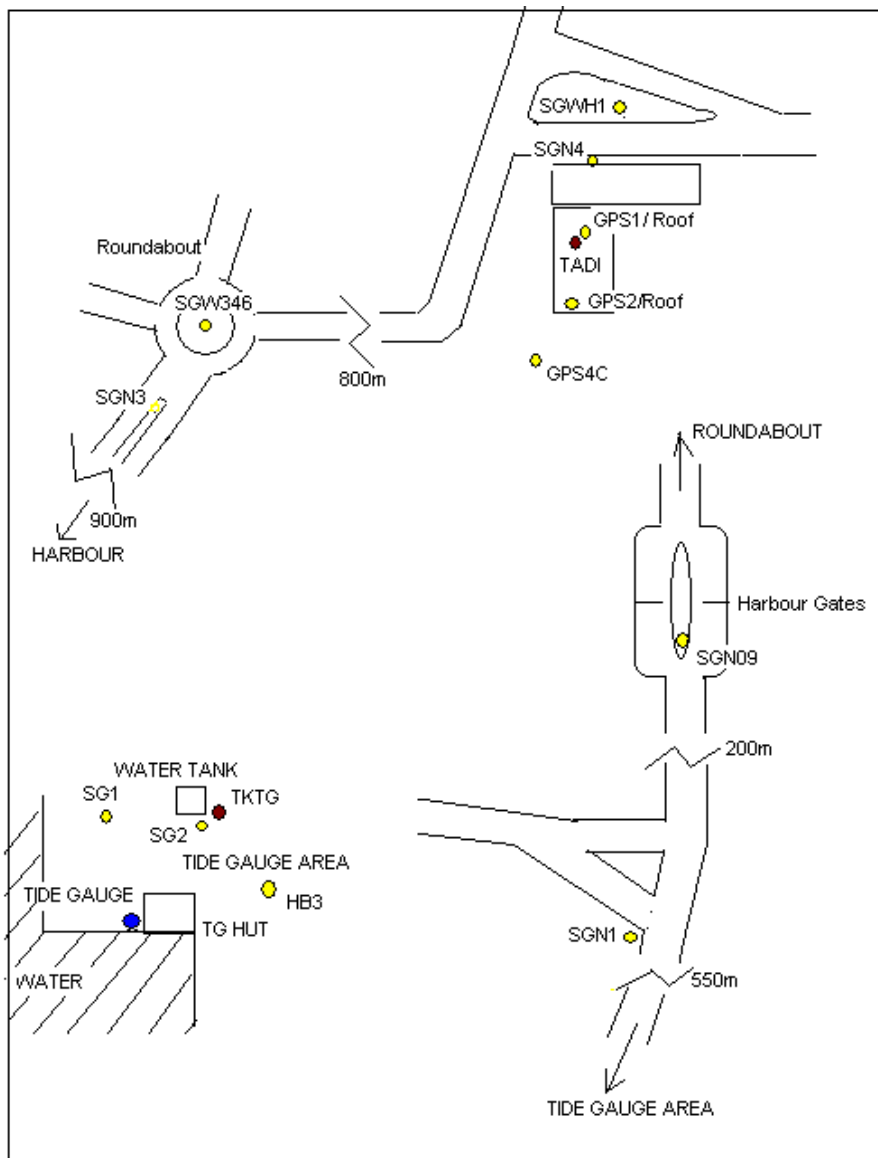 SGWH1
SGN4
GPS1/ Roof
TADI
GPS2/Roof
Roundabout
SGW346
GPS4C
800m
SGN3
900m
HARBOUR
ROUNDABOUT
Harbour Gates
SGN09
200m
WATER TANK
SG1
TKTG
SG2
TIDE GAUGE AREA
TIDE GAUGE
HB3
TG HUT
SGN1
WATER
550m
TIDE GAUGE AREA